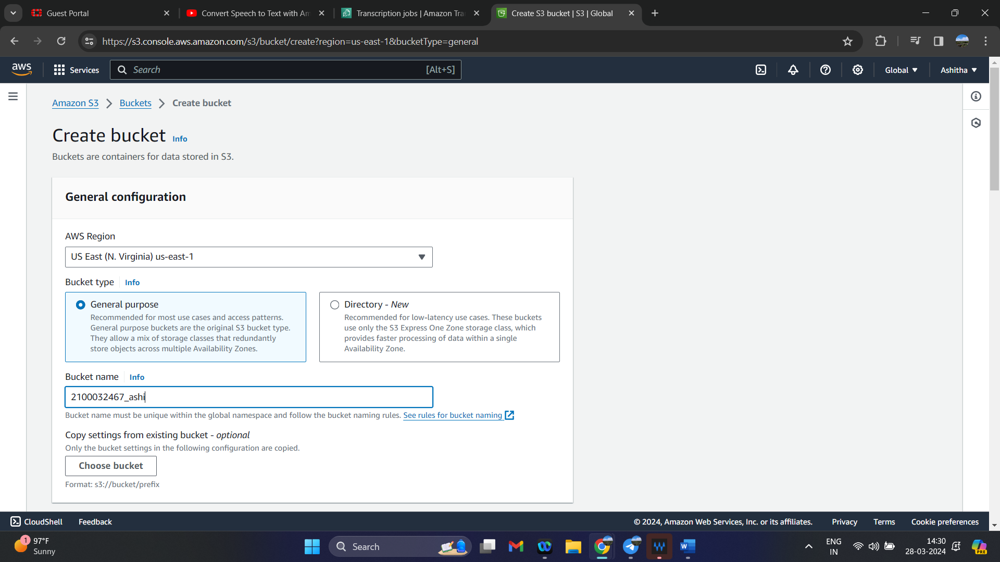 Guest Portal
Convert Speech to Text with Am
Transcription jobs | Amazon Tra
Create S3 bucket | S3 | Global
https://s3.console.aws.amazon.com/s3/bucket/create?region=us-east-1&bucketType=general
aws
Services
Search
[Alt+S]
Global
Ashitha
Amazon S3
Buckets
Create bucket
Create bucket Info
Buckets are containers for data stored in S3.
General configuration
AWS Region
US East (N. Virginia) us-east-1
Bucket type Info
General purpose
Recommended for most use cases and access patterns.
General purpose buckets are the original S3 bucket type.
They allow a mix of storage classes that redundantly
store objects across multiple Availability Zones.
Directory - New
Recommended for low-latency use cases. These buckets
use only the S3 Express One Zone storage class, which
provides faster processing of data within a single
Availability Zone.
Bucket name Info
2100032467_ashi
Bucket name must be unique within the global namespace and follow the bucket naming rules. See rules for bucket naming
Copy settings from existing bucket - optional
Only the bucket settings in the following configuration are copied.
Choose bucket
Format: s3://bucket/prefix
CloudShell
Feedback
© 2024, Amazon Web Services, Inc. or its affiliates.
Privacy
Terms
Cookie preferences
1
97°F
Sunny
Search
W
ENG
IN
14:30
28-03-2024
PRE